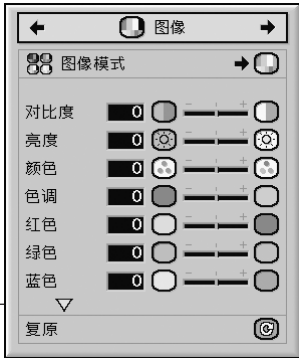 图像
图像模式
对比度 0 - +
亮度 0 - +
颜色 0 - +
色调 0 - +
红色 0 - +
绿色 0 - +
蓝色 0 - +
复原